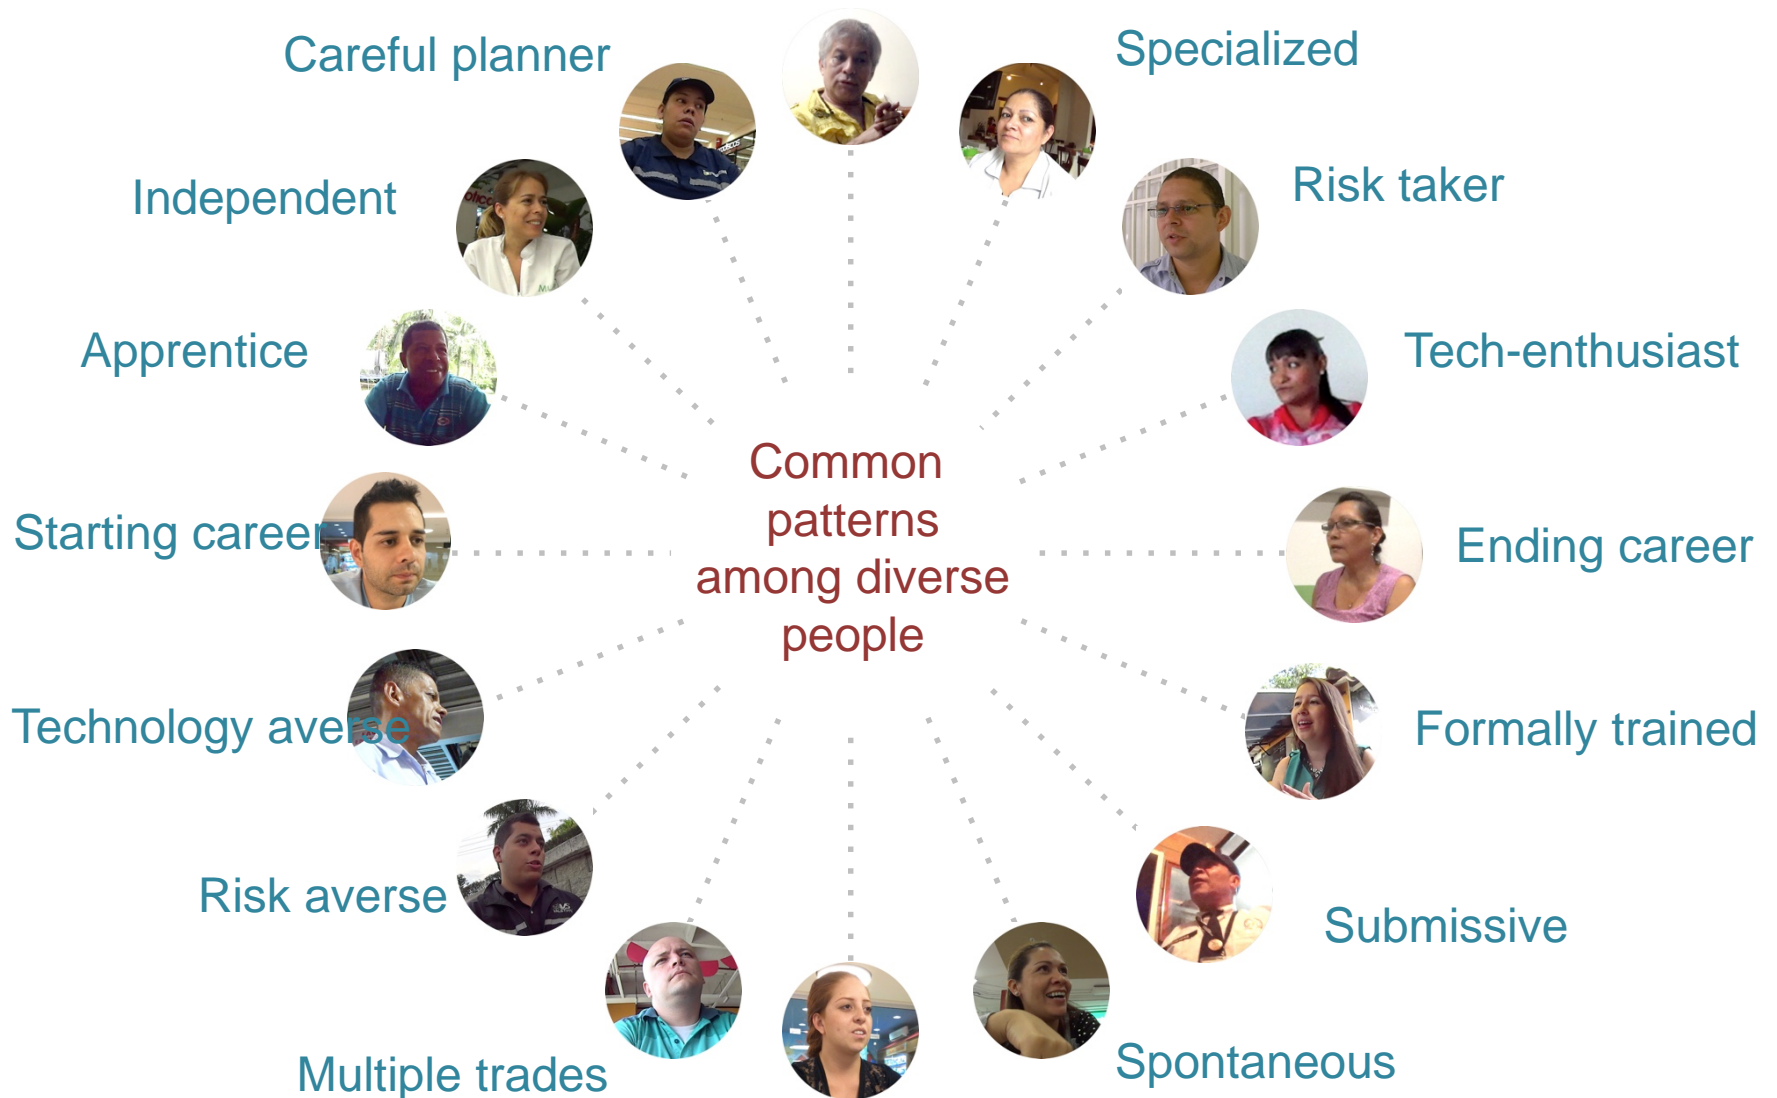 Careful planner
Specialized
Independent
Risk taker
Apprentice
Tech-enthusiast
Common
patterns
among diverse
people
Starting career
Ending career
Technology averse
Formally trained
Risk averse
Submissive
Multiple trades
Spontaneous